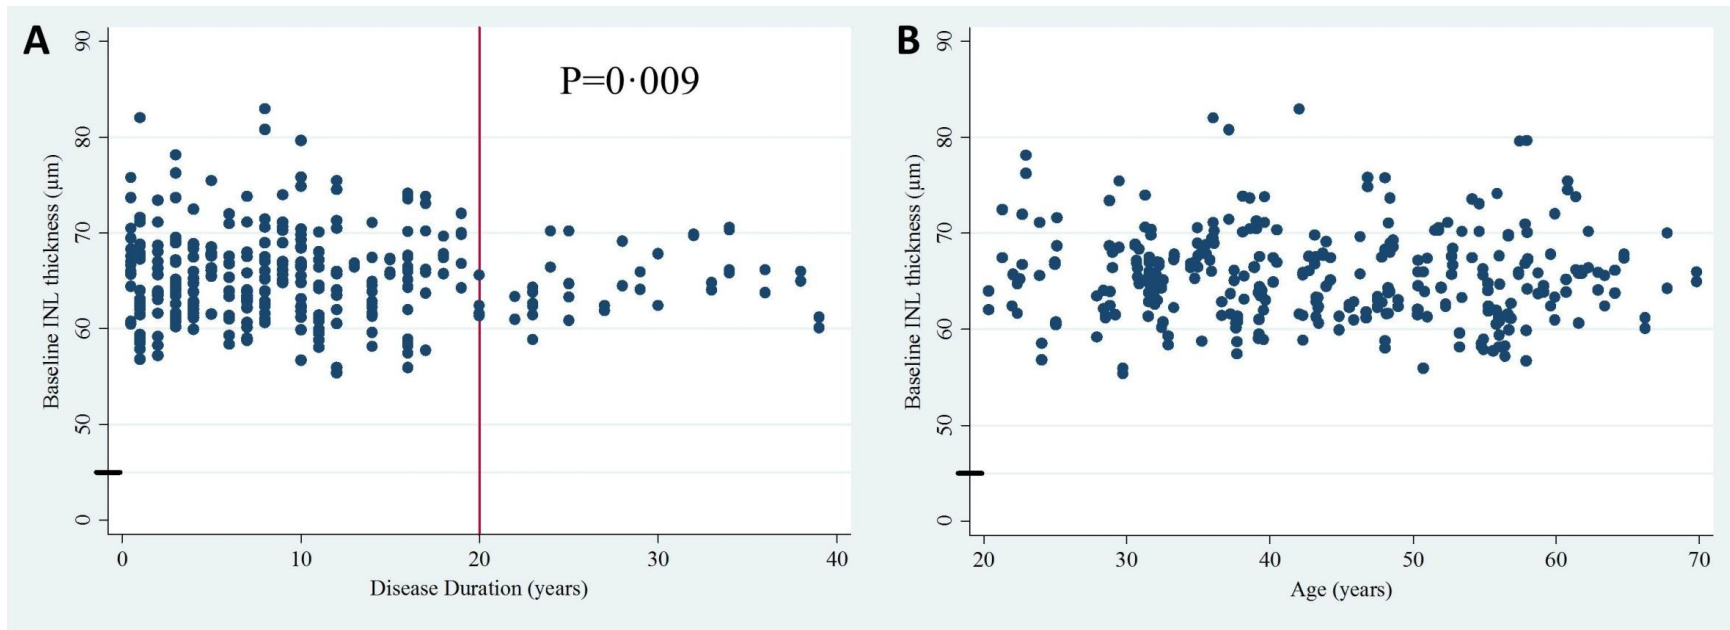 A
P=0·009
Baseline INL thickness (µm)
90
80
70
60
50
0
0 10 20 30 40
Disease Duration (years)
B
Baseline INL thickness (µm)
90
80
70
60
50
0
20 30 40 50 60 70
Age (years)